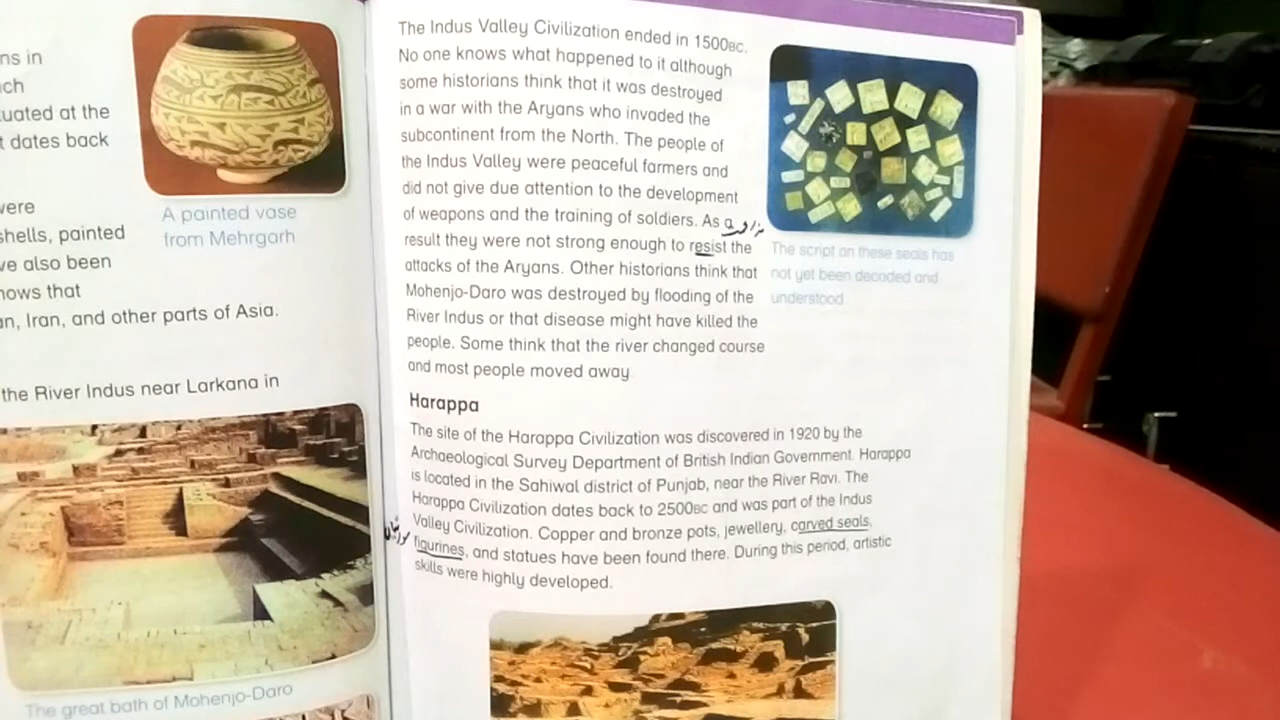 ns in
uated at the
t dates back
were
shells, painted
ve also been
hows that
an, Iran, and other parts of Asia.
A painted vase
from Mehrgarh
the River Indus near Larkana in
The great bath of Mohenjo-Daro
The Indus Valley Civilization ended in 1500BC.
No one knows what happened to it although
some historians think that it was destroyed
in a war with the Aryans who invaded the
subcontinent from the North. The people of
the Indus Valley were peaceful farmers and
did not give due attention to the development
of weapons and the training of soldiers. As a
result they were not strong enough to resist the
attacks of the Aryans. Other historians think that
Mohenjo-Daro was destroyed by flooding of the
River Indus or that disease might have killed the
people. Some think that the river changed course
and most people moved away.
The script on these seals has
not yet been decoded and
understood
Harappa
The site of the Harappa Civilization was discovered in 1920 by the
Archaeological Survey Department of British Indian Government. Harappa
is located in the Sahiwal district of Punjab, near the River Ravi. The
Harappa Civilization dates back to 2500BC and was part of the Indus
Valley Civilization. Copper and bronze pots, jewellery, carved seals,
figurines, and statues have been found there. During this period, artistic
skills were highly developed.